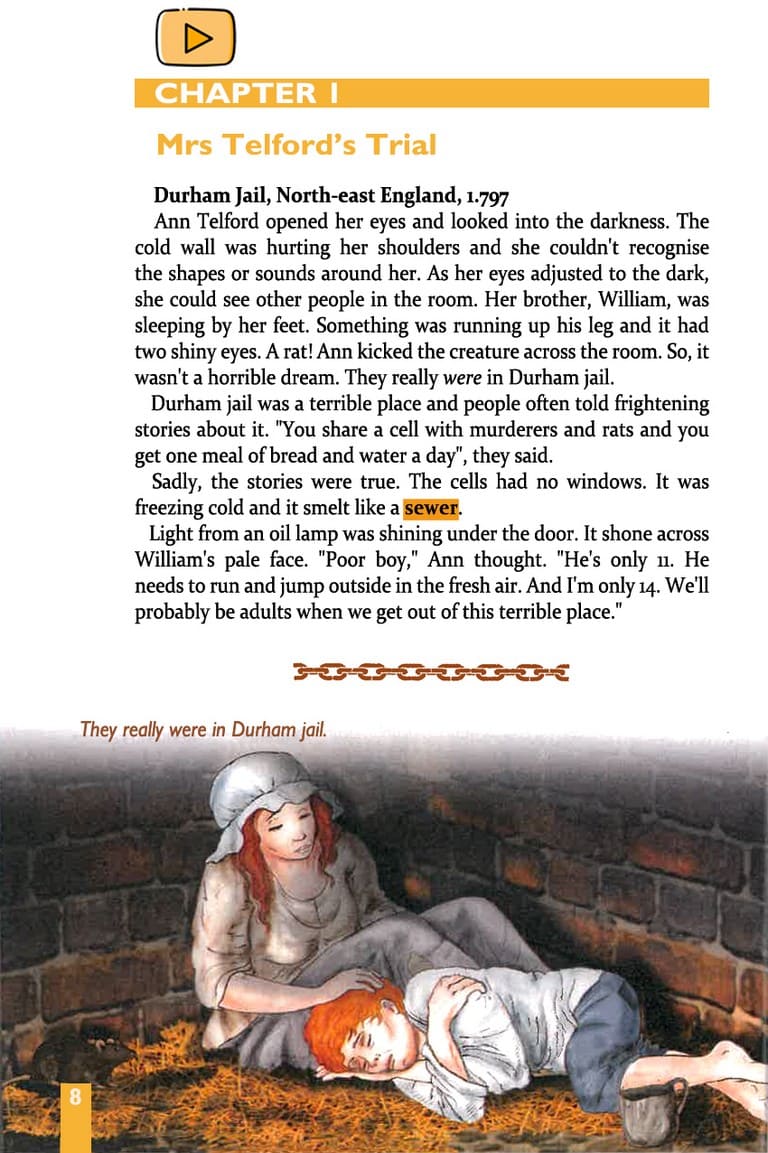 CHAPTER I
Mrs Telford's Trial
Durham Jail, North-east England, 1.797
Ann Telford opened her eyes and looked into the darkness. The
cold wall was hurting her shoulders and she couldn't recognise
the shapes or sounds around her. As her eyes adjusted to the dark,
she could see other people in the room. Her brother, William, was
sleeping by her feet. Something was running up his leg and it had
two shiny eyes. A rat! Ann kicked the creature across the room. So, it
wasn't a horrible dream. They really were in Durham jail.
Durham jail was a terrible place and people often told frightening
stories about it. "You share a cell with murderers and rats and you
get one meal of bread and water a day", they said.
Sadly, the stories were true. The cells had no windows. It was
freezing cold and it smelt like a sewer.
Light from an oil lamp was shining under the door. It shone across
William's pale face. "Poor boy," Ann thought. "He's only 11. He
needs to run and jump outside in the fresh air. And I'm only 14. We'll
probably be adults when we get out of this terrible place."
They really were in Durham jail.
8